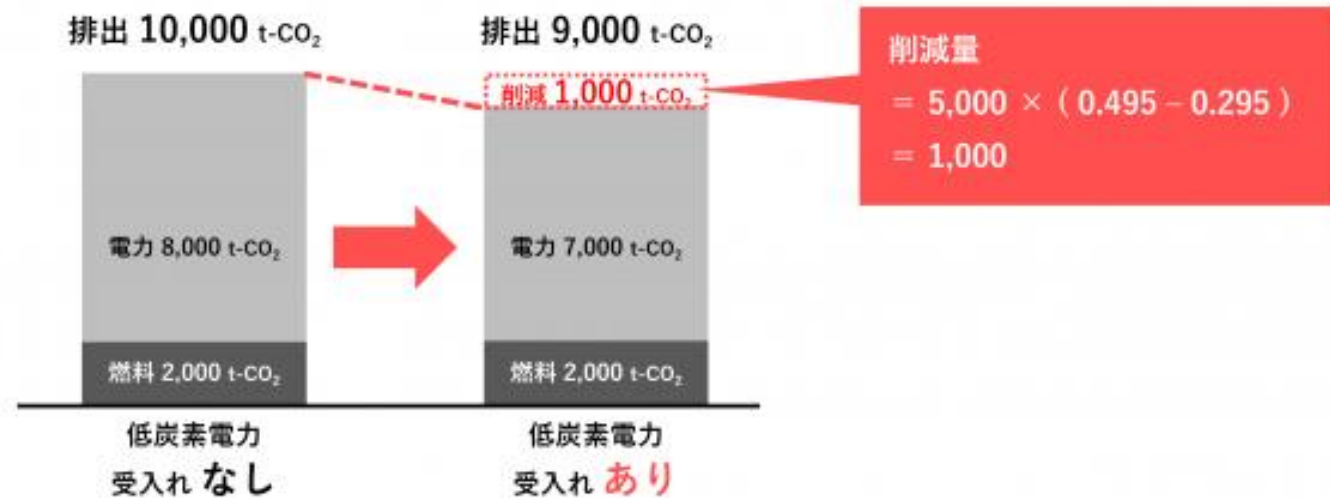 排出 10,000 t-CO₂
電力 8,000 t-CO₂
燃料 2,000 t-CO₂
低炭素電力
受入れ なし
排出 9,000 t-CO₂
削減 1,000 t-CO₂
電力 7,000 t-CO₂
燃料 2,000 t-CO₂
低炭素電力
受入れ あり
削減量
= 5,000 × ( 0.495 – 0.295 )
= 1,000